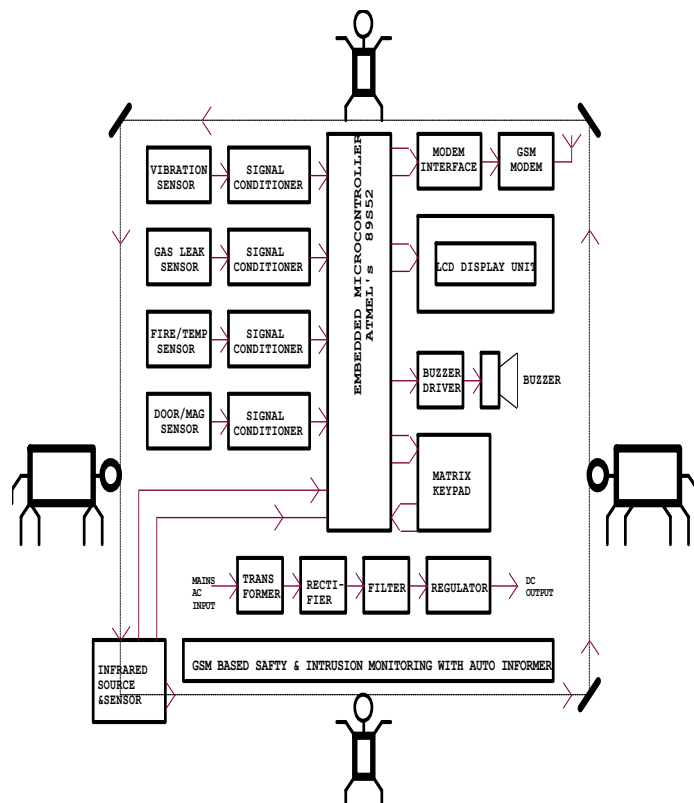 VIBRATION
SENSOR
SIGNAL
CONDITIONER
GAS LEAK
SENSOR
SIGNAL
CONDITIONER
FIRE/TEMP
SENSOR
SIGNAL
CONDITIONER
DOOR/MAG
SENSOR
SIGNAL
CONDITIONER
EMBEDDED MICROCONTROLLER
ATMEL's 89S52
MODEM
INTERFACE
GSM
MODEM
LCD DISPLAY UNIT
BUZZER
DRIVER
BUZZER
MATRIX
KEYPAD
MAINS
AC
INPUT
TRANS
FORMER
RECTI-
FIER
FILTER
REGULATOR
DC
OUTPUT
INFRARED
SOURCE
&SENSOR
GSM BASED SAFTY & INTRUSION MONITORING WITH AUTO INFORMER